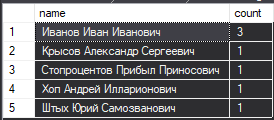 name count
1 Иванов Иван Иванович 3
2 Крысов Александр Сергеевич 1
3 Стопроцентов Прибыл Приносович 1
4 Хоп Андрей Илларионович 1
5 Штых Юрий Самозванович 1